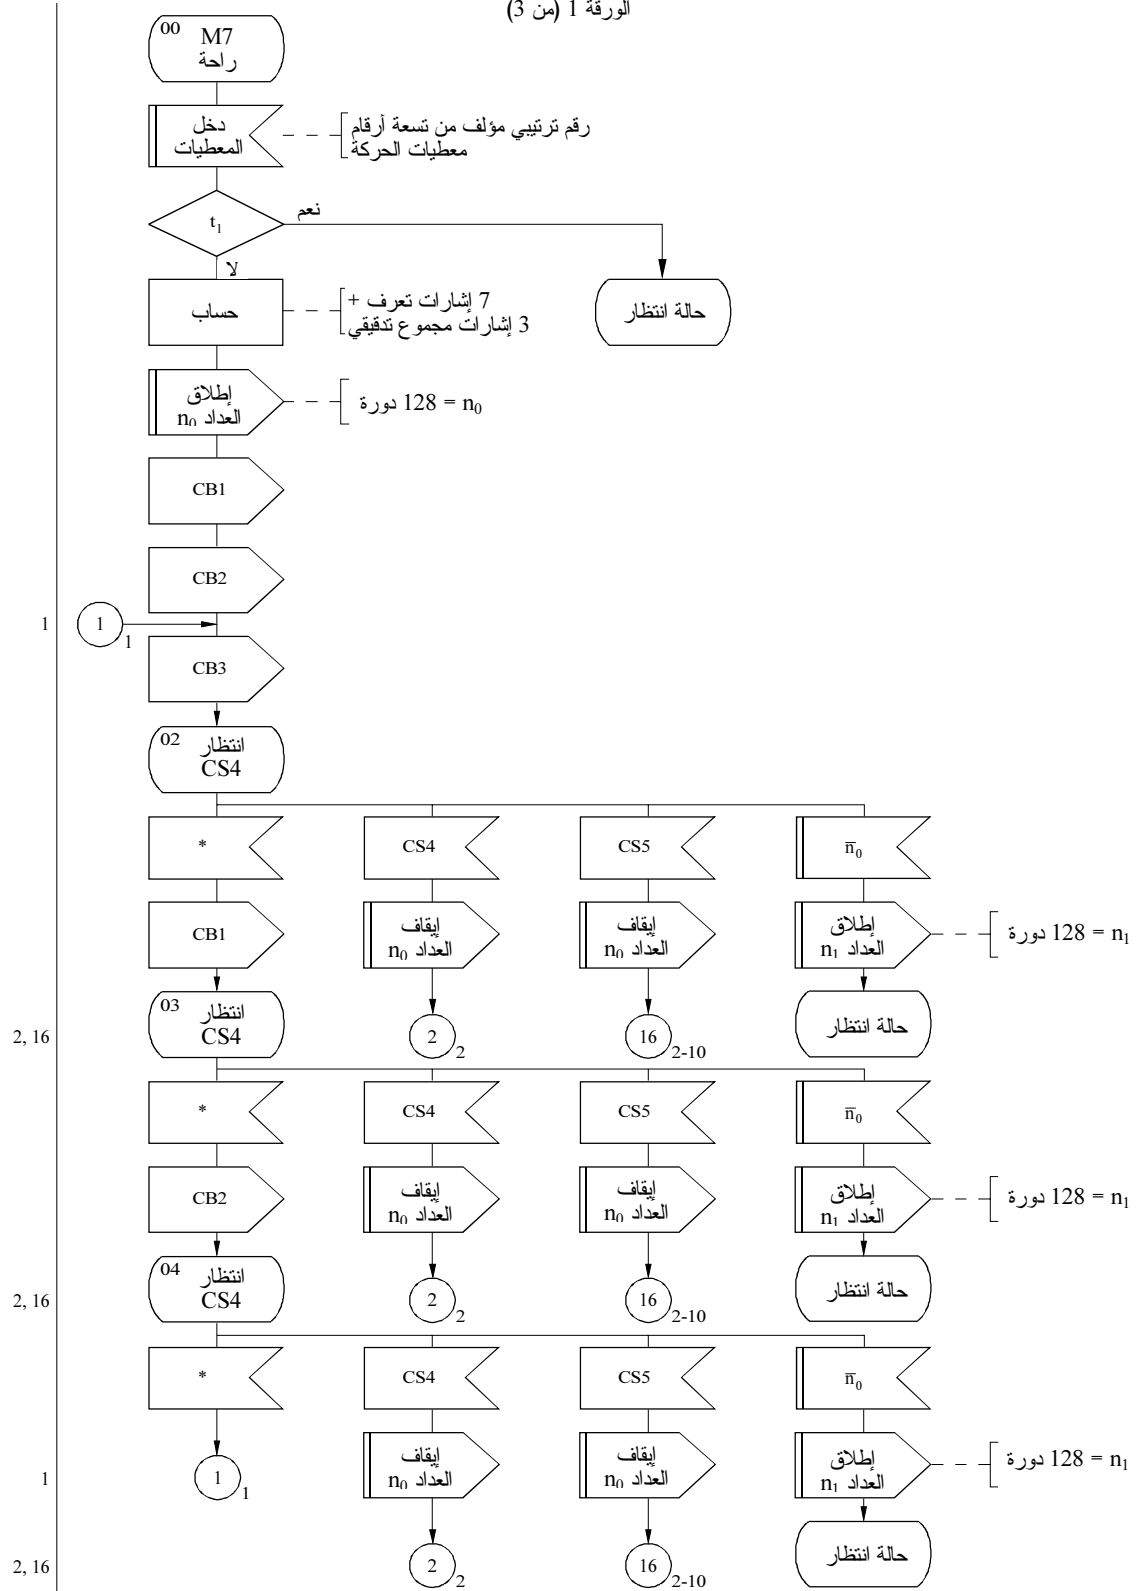 الورقة 1 (من 3)
00
M7
راحة
دخل
المعطيات
رقم ترتيبي مؤلف من تسعة أرقام
معطيات الحركة
t1
نعم
لا
حساب
7 إشارات تعرف +
3 إشارات مجموع تدقيقي
حالة انتظار
إطلاق
العداد n0
n0 = 128 دورة
CB1
CB2
1
1
1
CB3
02
انتظار
CS4
*
CS4
CS5
n̅0
CB1
إيقاف
العداد n0
إيقاف
العداد n0
إطلاق
العداد n1
n1 = 128 دورة
03
انتظار
CS4
2, 16
2
2
16
2-10
حالة انتظار
*
CS4
CS5
n̅0
CB2
إيقاف
العداد n0
إيقاف
العداد n0
إطلاق
العداد n1
n1 = 128 دورة
04
انتظار
CS4
2, 16
2
2
16
2-10
حالة انتظار
*
CS4
CS5
n̅0
1
1
1
إيقاف
العداد n0
إيقاف
العداد n0
إطلاق
العداد n1
n1 = 128 دورة
2, 16
2
2
16
2-10
حالة انتظار